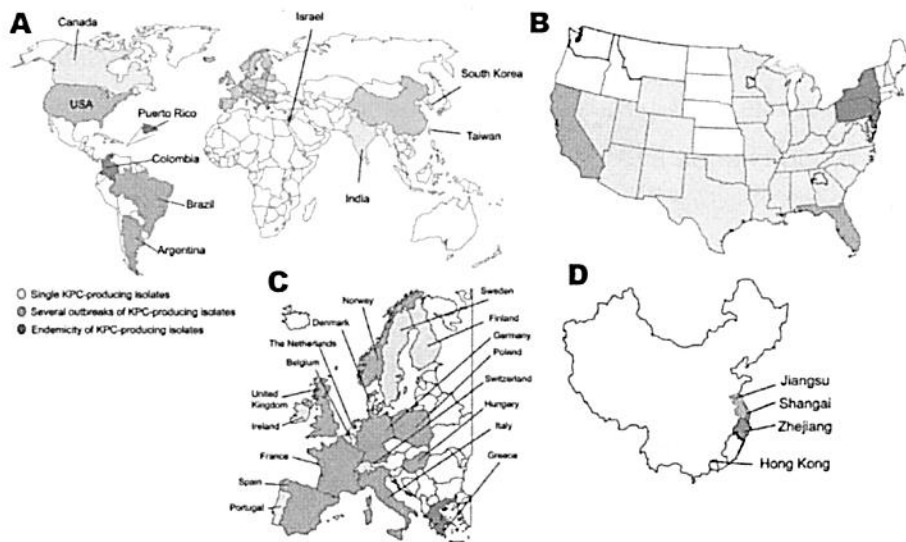 A
Canada
USA
Puerto Rico
Colombia
Brazil
Argentina
Israel
South Korea
Taiwan
India
Single KPC-producing isolates
Several outbreaks of KPC-producing isolates
Endemicity of KPC-producing isolates
B
C
Norway
Denmark
The Netherlands
Belgium
United
Kingdom
Ireland
France
Spain
Portugal
Sweden
Finland
Germany
Poland
Switzerland
Hungary
Italy
Greece
D
Jiangsu
Shangai
Zhejiang
Hong Kong